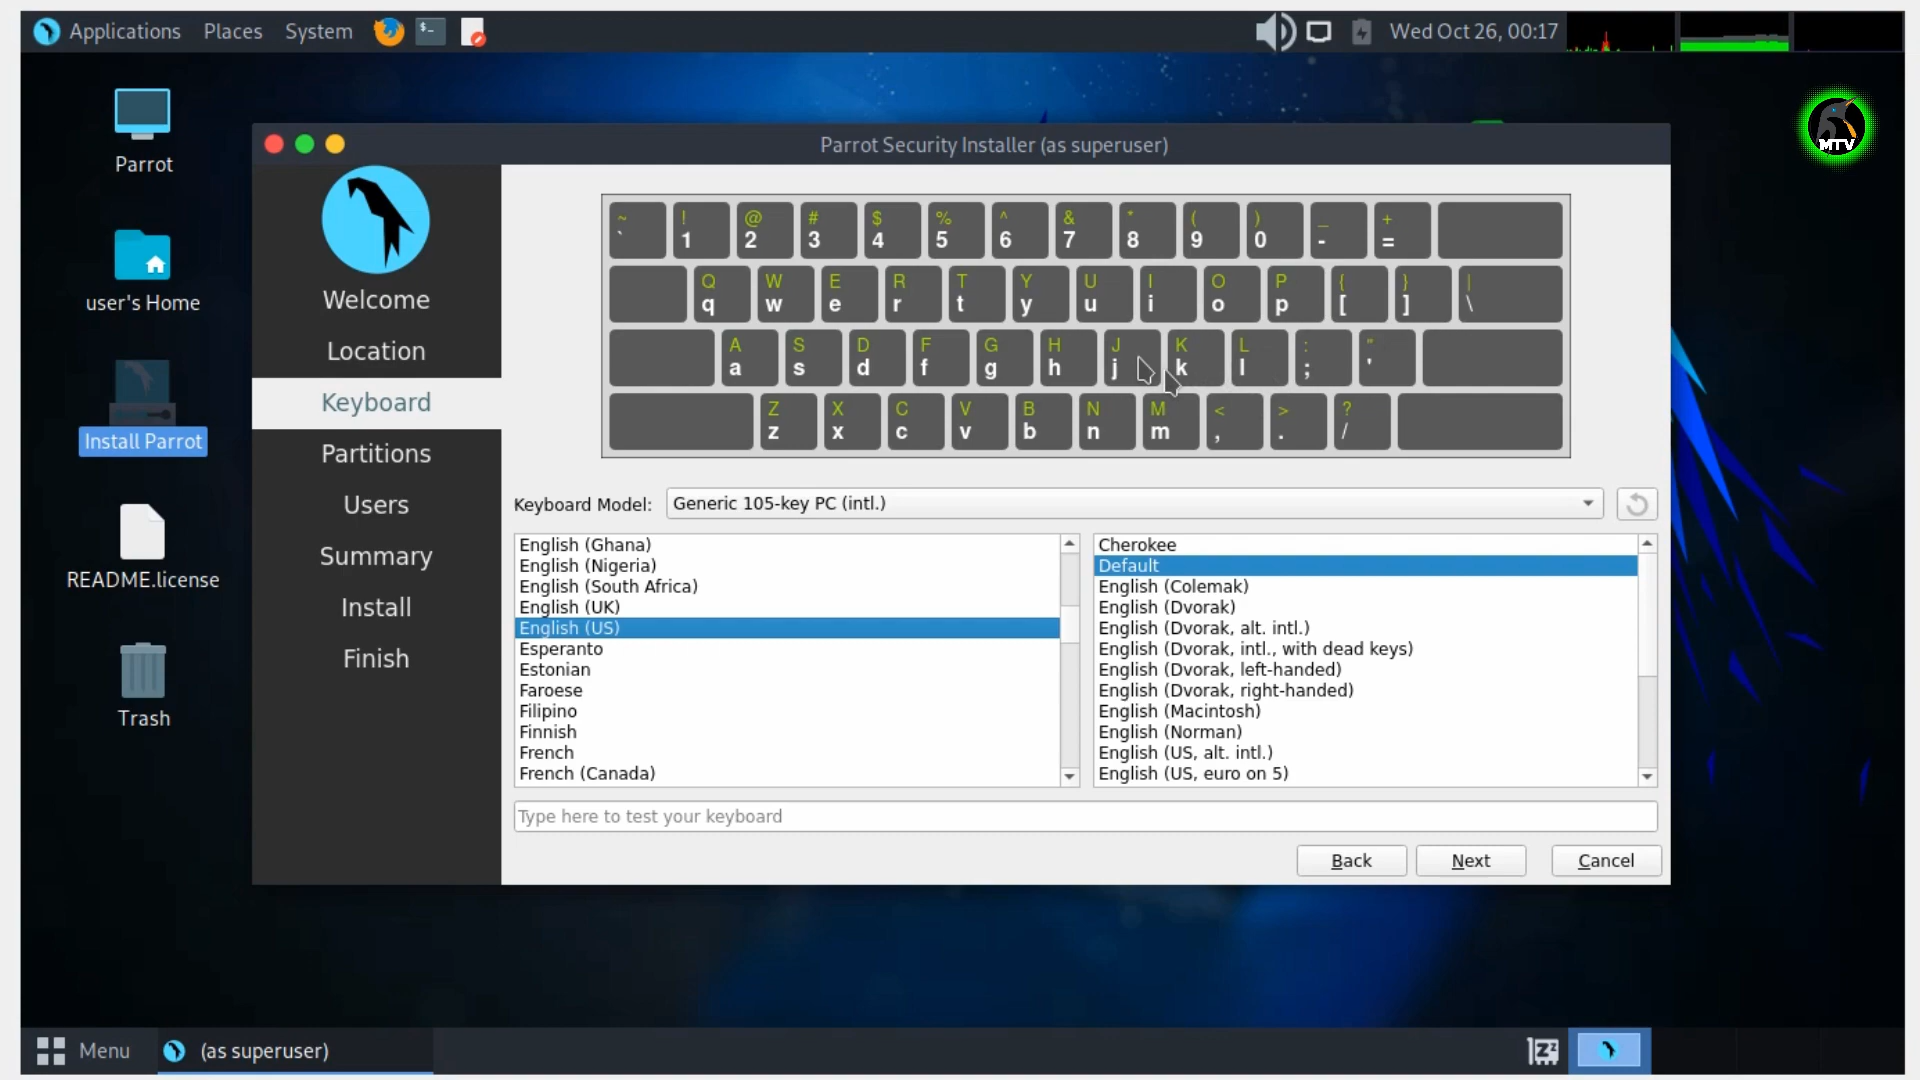 Applications Places System Wed Oct 26, 00:17
MTV
Parrot
user's Home
Install Parrot
README.license
Trash
Parrot Security Installer (as superuser)
Welcome
Location
Keyboard
Partitions
Users
Summary
Install
Finish
~ ! @ # $ % ^ & * ( ) _ +
` 1 2 3 4 5 6 7 8 9 0 - =
Q W E R T Y U I O P { } |
q w e r t y u i o p [ ] \
A S D F G H J K L : "
a s d f g h j k l ; '
Z X C V B N M < > ?
z x c v b n m , . /
Keyboard Model: Generic 105-key PC (intl.)
English (Ghana)
English (Nigeria)
English (South Africa)
English (UK)
English (US)
Esperanto
Estonian
Faroese
Filipino
Finnish
French
French (Canada)
Cherokee
Default
English (Colemak)
English (Dvorak)
English (Dvorak, alt. intl.)
English (Dvorak, intl., with dead keys)
English (Dvorak, left-handed)
English (Dvorak, right-handed)
English (Macintosh)
English (Norman)
English (US, alt. intl.)
English (US, euro on 5)
Type here to test your keyboard
Back Next Cancel
Menu (as superuser)